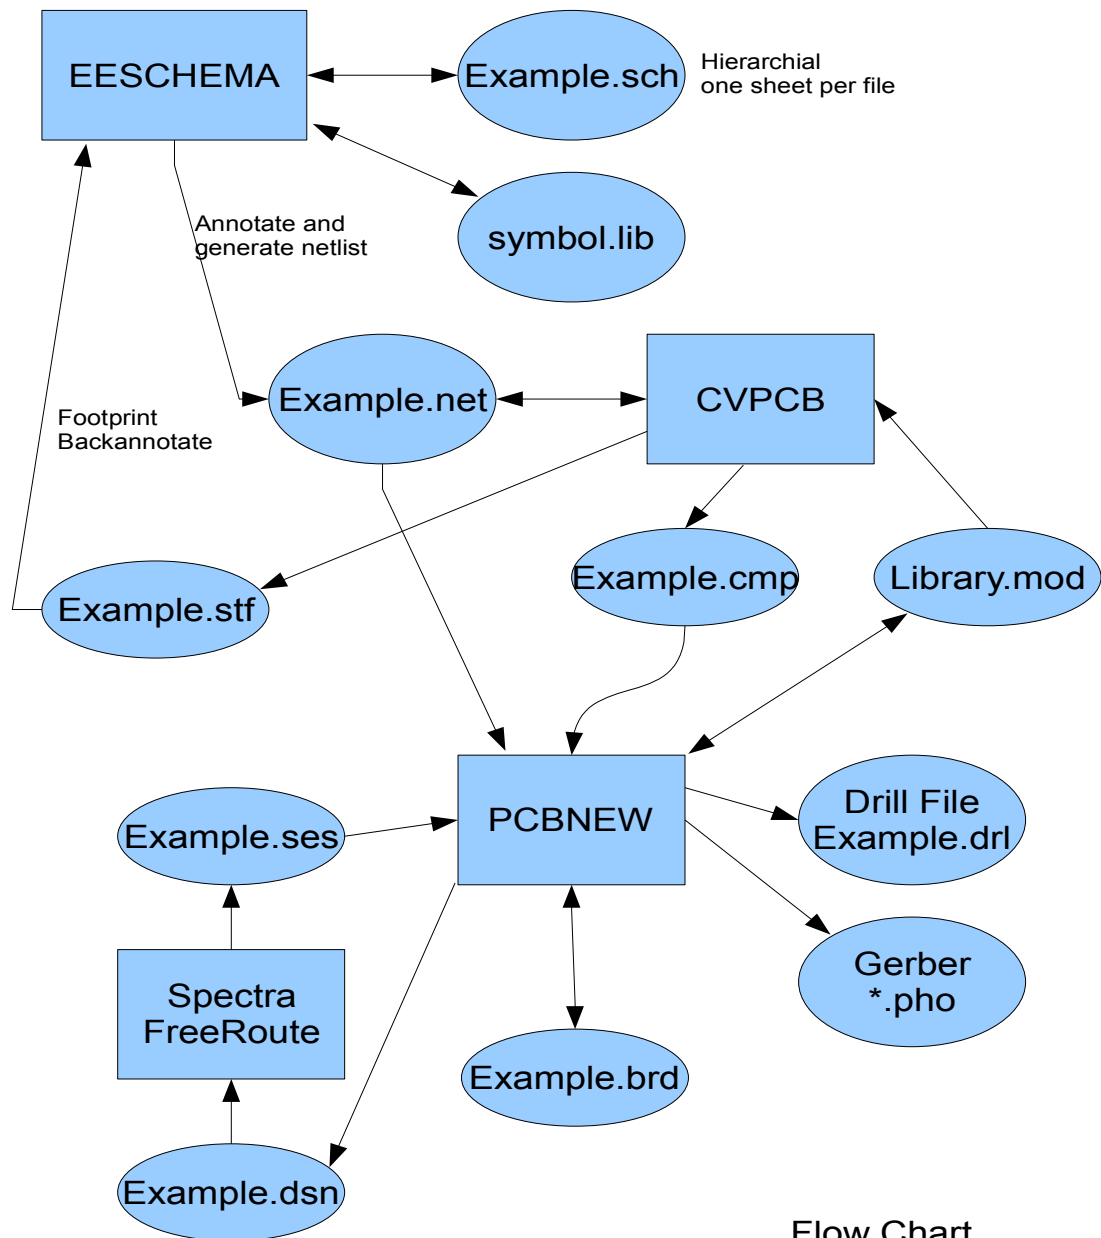 EESCHEMA
Example.sch
Hierarchial
one sheet per file
symbol.lib
Annotate and
generate netlist
Example.net
CVPCB
Footprint
Backannotate
Example.stf
Example.cmp
Library.mod
PCBNEW
Example.ses
Drill File
Example.drl
Spectra
FreeRoute
Gerber
*.pho
Example.brd
Example.dsn
Flow Chart